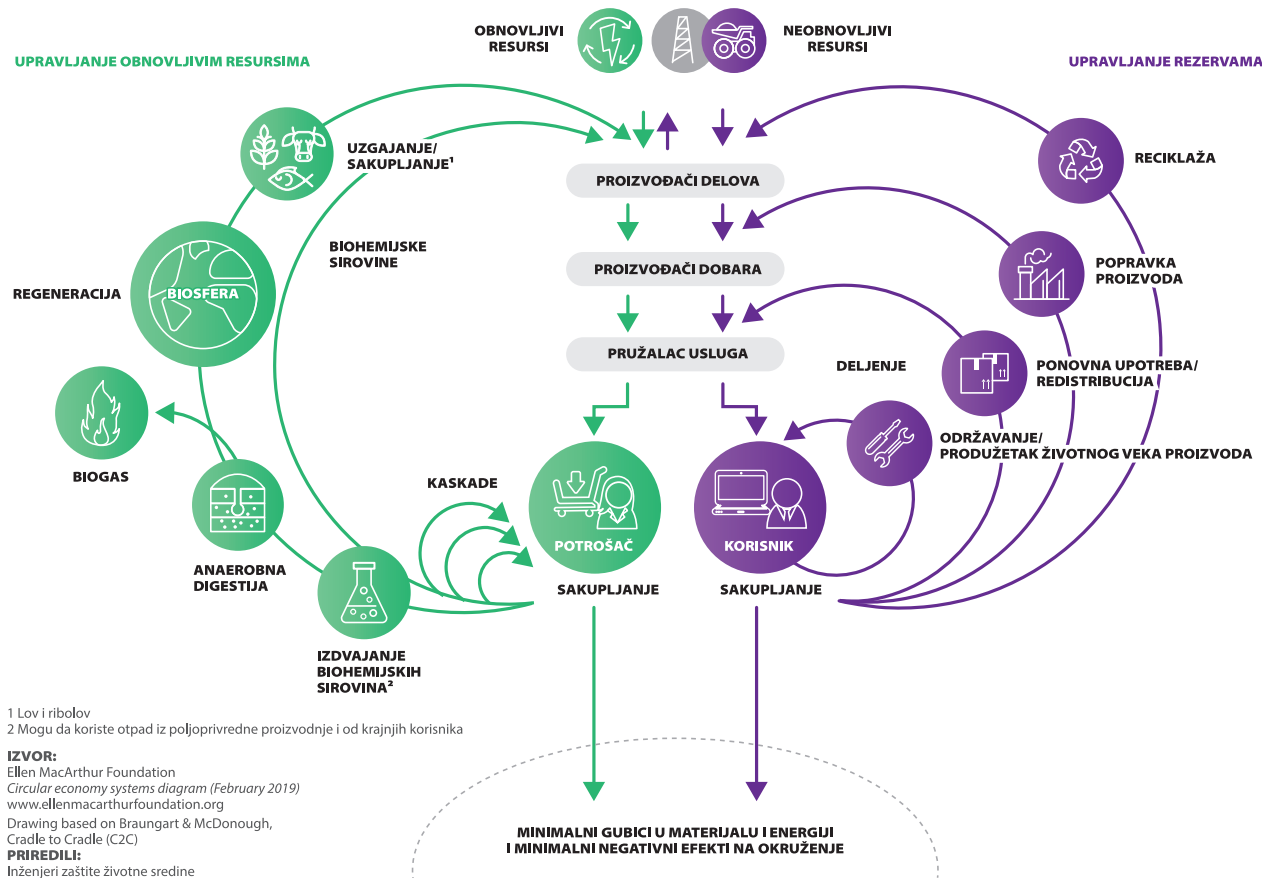 OBNOVLJIVI
RESURSI
NEOBNOVLJIVI
RESURSI
UPRAVLJANJE OBNOVLJIVIM RESURSIMA
UPRAVLJANJE REZERVAMA
UZGAJANJE/
SAKUPLJANJE¹
RECIKLAŽA
PROIZVOĐAČI DELOVA
BIOHEMIJSKE
SIROVINE
POPRAVKA
PROIZVODA
PROIZVOĐAČI DOBARA
REGENERACIJA
BIOSFERA
PRUŽALAC USLUGA
DELJENJE
PONOVNA UPOTREBA/
REDISTRIBUCIJA
ODRŽAVANJE/
PRODUŽETAK ŽIVOTNOG VEKA PROIZVODA
BIOGAS
KASKADE
POTROŠAČ
KORISNIK
ANAEROBNA
DIGESTIJA
SAKUPLJANJE
SAKUPLJANJE
IZDVAJANJE
BIOHEMIJSKIH
SIROVINA²
1 Lov i ribolov
2 Mogu da koriste otpad iz poljoprivredne proizvodnje i od krajnjih korisnika
IZVOR:
Ellen MacArthur Foundation
Circular economy systems diagram (February 2019)
www.ellenmacarthurfoundation.org
Drawing based on Braungart & McDonough,
Cradle to Cradle (C2C)
PRIREDILI:
Inženjeri zaštite životne sredine
MINIMALNI GUBICI U MATERIJALU I ENERGIJI
I MINIMALNI NEGATIVNI EFEKTI NA OKRUŽENJE